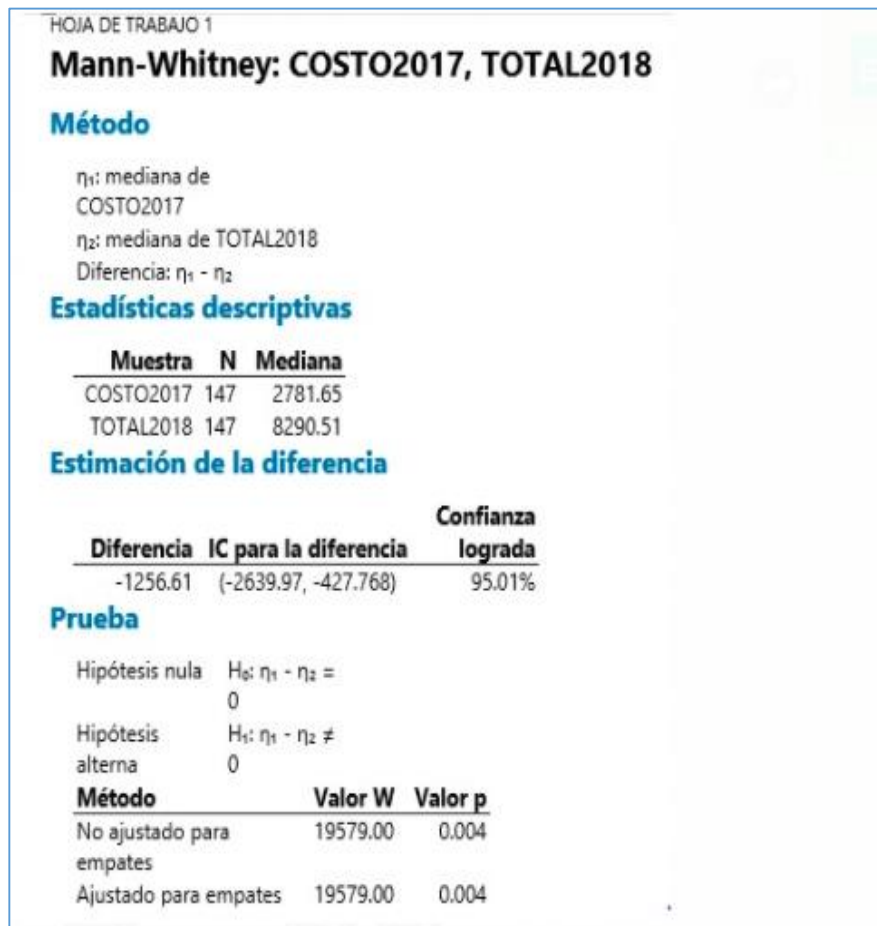 HOJA DE TRABAJO 1
Mann-Whitney: COSTO2017, TOTAL2018
Método
η₁: mediana de
COSTO2017
η₂: mediana de TOTAL2018
Diferencia: η₁ - η₂
Estadísticas descriptivas
Muestra N Mediana
COSTO2017 147 2781.65
TOTAL2018 147 8290.51
Estimación de la diferencia
Confianza
Diferencia IC para la diferencia lograda
-1256.61 (-2639.97, -427.768) 95.01%
Prueba
Hipótesis nula H₀: η₁ - η₂ =
0
Hipótesis H₁: η₁ - η₂ ≠
alterna 0
Método Valor W Valor p
No ajustado para 19579.00 0.004
empates
Ajustado para empates 19579.00 0.004